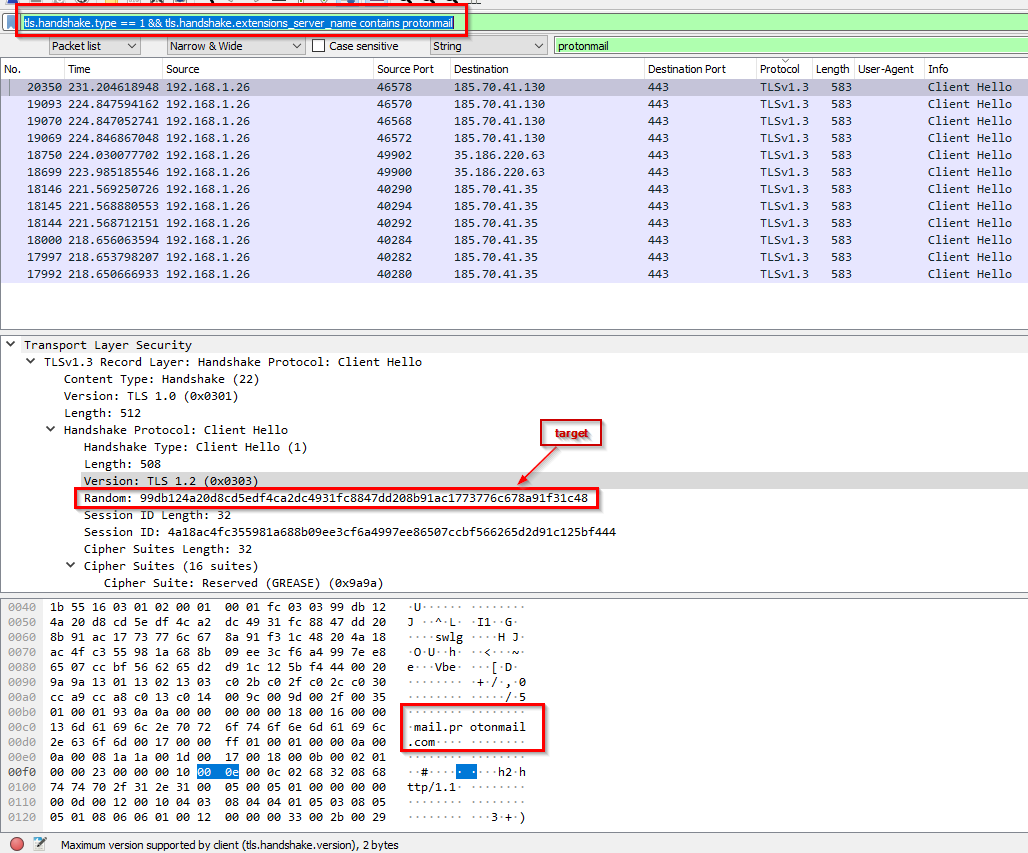 tls.handshake.type == 1 && tls.handshake.extensions_server_name contains protonmail
Packet list Narrow & Wide Case sensitive String protonmail
No. Time Source Source Port Destination Destination Port Protocol Length User-Agent Info
20350 231.204618948 192.168.1.26 46578 185.70.41.130 443 TLSv1.3 583 Client Hello
19093 224.847594162 192.168.1.26 46570 185.70.41.130 443 TLSv1.3 583 Client Hello
19070 224.847052741 192.168.1.26 46568 185.70.41.130 443 TLSv1.3 583 Client Hello
19069 224.846867048 192.168.1.26 46572 185.70.41.130 443 TLSv1.3 583 Client Hello
18750 224.030077702 192.168.1.26 49902 35.186.220.63 443 TLSv1.3 583 Client Hello
18699 223.985185546 192.168.1.26 49900 35.186.220.63 443 TLSv1.3 583 Client Hello
18146 221.569250726 192.168.1.26 40290 185.70.41.35 443 TLSv1.3 583 Client Hello
18145 221.568880553 192.168.1.26 40294 185.70.41.35 443 TLSv1.3 583 Client Hello
18144 221.568712151 192.168.1.26 40292 185.70.41.35 443 TLSv1.3 583 Client Hello
18000 218.656063594 192.168.1.26 40284 185.70.41.35 443 TLSv1.3 583 Client Hello
17997 218.653798207 192.168.1.26 40282 185.70.41.35 443 TLSv1.3 583 Client Hello
17992 218.650666933 192.168.1.26 40280 185.70.41.35 443 TLSv1.3 583 Client Hello
Transport Layer Security
TLSv1.3 Record Layer: Handshake Protocol: Client Hello
Content Type: Handshake (22)
Version: TLS 1.0 (0x0301)
Length: 512
Handshake Protocol: Client Hello
target
Handshake Type: Client Hello (1)
Length: 508
Version: TLS 1.2 (0x0303)
Random: 99db124a20d8cd5edf4ca2dc4931fc8847dd208b91ac1773776c678a91f31c48
Session ID Length: 32
Session ID: 4a18ac4fc355981a688b09ee3cf6a4997ee86507ccbf566265d2d91c125bf444
Cipher Suites Length: 32
Cipher Suites (16 suites)
Cipher Suite: Reserved (GREASE) (0x9a9a)
0040 1b 55 16 03 01 02 00 01 00 01 fc 03 03 99 db 12 ·U······ ········
0050 4a 20 d8 cd 5e df 4c a2 dc 49 31 fc 88 47 dd 20 J ··^·L· ·I1··G·
0060 8b 91 ac 17 73 77 6c 67 8a 91 f3 1c 48 20 4a 18 ····swlg ····H J·
0070 ac 4f c3 55 98 1a 68 8b 09 ee 3c f6 a4 99 7e e8 ·O·U··h· ··<···~·
0080 65 07 cc bf 56 62 65 d2 d9 1c 12 5b f4 44 00 20 e···Vbe· ···[·D·
0090 9a 9a 13 01 13 02 13 03 c0 2b c0 2f c0 2c c0 30 ········ ·+·/·,·0
00a0 cc a9 cc a8 c0 13 c0 14 00 9c 00 9d 00 2f 00 35 ········ ·····/·5
00b0 01 00 01 93 0a 0a 00 00 00 00 00 18 00 16 00 00 ········ ········
00c0 13 6d 61 69 6c 2e 70 72 6f 74 6f 6e 6d 61 69 6c ·mail.pr otonmail
00d0 2e 63 6f 6d 00 17 00 00 ff 01 00 01 00 00 0a 00 .com···· ········
00e0 0a 00 08 1a 1a 00 1d 00 17 00 18 00 0b 00 02 01 ········ ········
00f0 00 00 23 00 00 00 10 00 0e 00 0c 02 68 32 08 68 ··#····· ····h2·h
0100 74 74 70 2f 31 2e 31 00 05 00 05 01 00 00 00 00 ttp/1.1· ········
0110 00 0d 00 12 00 10 04 03 08 04 04 01 05 03 08 05 ········ ········
0120 05 01 08 06 06 01 00 12 00 00 00 33 00 2b 00 29 ········ ···3·+·)
Maximum version supported by client (tls.handshake.version), 2 bytes